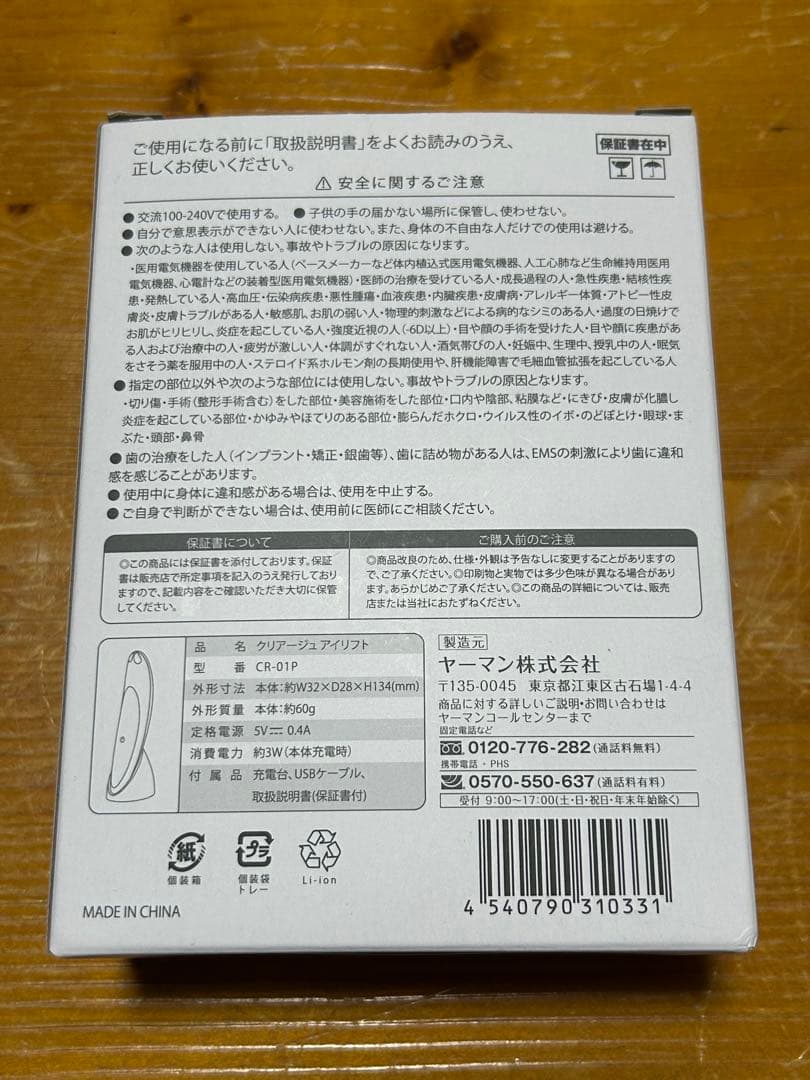 ご使用になる前に「取扱説明書」をよくお読みのうえ、
正しくお使いください。
保証書在中
⚠ 安全に関するご注意
●交流100-240Vで使用する。 ●子供の手の届かない場所に保管し、使わせない。
●自分で意思表示ができない人に使わせない。また、身体の不自由な人だけでの使用は避ける。
●次のような人は使用しない。事故やトラブルの原因になります。
・医用電気機器を使用している人(ペースメーカーなど体内植込式医用電気機器、人工心肺など生命維持用医用
電気機器、心電計などの装着型医用電気機器)・医師の治療を受けている人・成長過程の人・急性疾患・結核性疾
患・発熱している人・高血圧・伝染病疾患・悪性腫瘍・血液疾患・内臓疾患・皮膚病・アレルギー体質・アトピー性皮
膚炎・皮膚トラブルがある人・敏感肌、お肌の弱い人・物理的刺激などによる病的なシミのある人・過度の日焼けで
お肌がヒリヒリし、炎症を起こしている人・強度近視の人(-6D以上)・目や顔の手術を受けた人・目や顔に疾患があ
る人および治療中の人・疲労が激しい人・体調がすぐれない人・酒気帯びの人・妊娠中、生理中、授乳中の人・眠気
をさそう薬を服用中の人・ステロイド系ホルモン剤の長期使用や、肝機能障害で毛細血管拡張を起こしている人
●指定の部位以外や次のような部位には使用しない。事故やトラブルの原因となります。
・切り傷・手術(整形手術含む)をした部位・美容施術をした部位・口内や陰部、粘膜など・にきび・皮膚が化膿し
炎症を起こしている部位・かゆみやほてりのある部位・膨らんだホクロ・ウイルス性のイボ・のどぼとけ・眼球・ま
ぶた・頭部・鼻骨
●歯の治療をした人(インプラント・矯正・銀歯等)、歯に詰め物がある人は、EMSの刺激により歯に違和
感を感じることがあります。
●使用中に身体に違和感がある場合は、使用を中止する。
●ご自身で判断ができない場合は、使用前に医師にご相談ください。
保証書について
◎この商品には保証書を添付しております。保証
書は販売店で所定事項を記入のうえ発行しており
ますので、記載内容をご確認いただき大切に保管
してください。
ご購入前のご注意
◎商品改良のため、仕様・外観は予告なしに変更することがありますの
で、ご了承ください。◎印刷物と実物では多少色味が異なる場合があり
ます。あらかじめご了承ください。◎この商品の詳細については、販売
店または当社におたずねください。
品名 クリアージュ アイリフト
型番 CR-01P
外形寸法 本体:約W32×D28×H134(mm)
外形質量 本体:約60g
定格電源 5V⎓0.4A
消費電力 約3W(本体充電時)
付属品 充電台、USBケーブル、
取扱説明書(保証書付)
製造元
ヤーマン株式会社
〒135-0045 東京都江東区古石場1-4-4
商品に対する詳しいご説明・お問い合わせは
ヤーマンコールセンターまで
固定電話など
0120-776-282(通話料無料)
携帯電話・PHS
0570-550-637(通話料有料)
受付 9:00〜17:00(土・日・祝日・年末年始除く)
紙
個装箱
プラ
個装袋
トレー
Li-ion
MADE IN CHINA
4 540790 310331